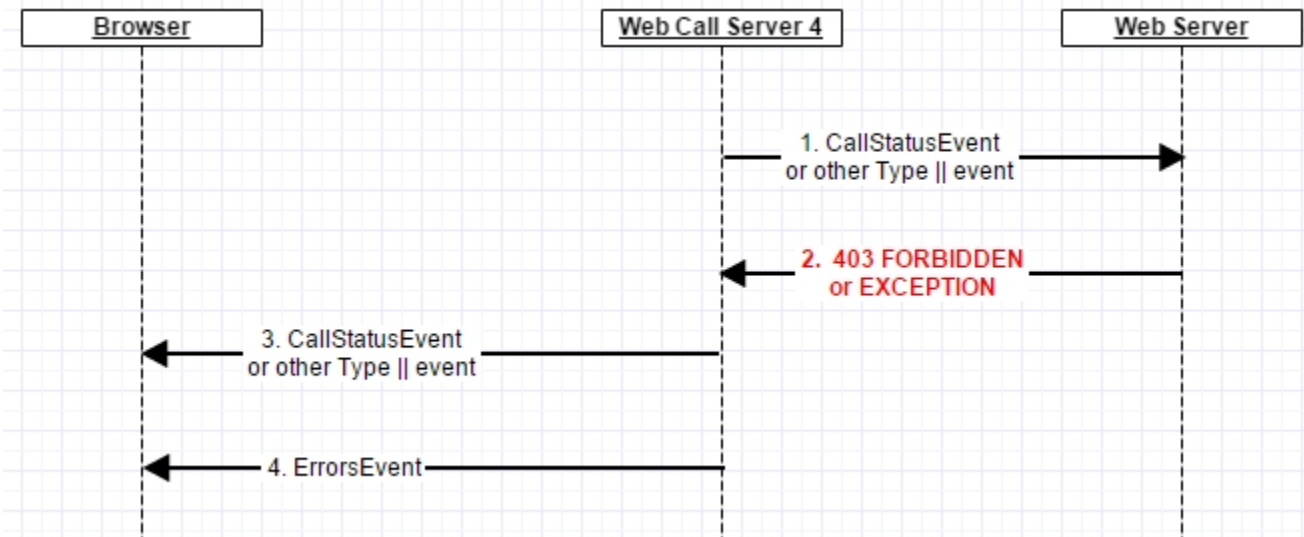 Browser
Web Call Server 4
Web Server
1. CallStatusEvent
or other Type || event
2. 403 FORBIDDEN
or EXCEPTION
3. CallStatusEvent
or other Type || event
4. ErrorsEvent